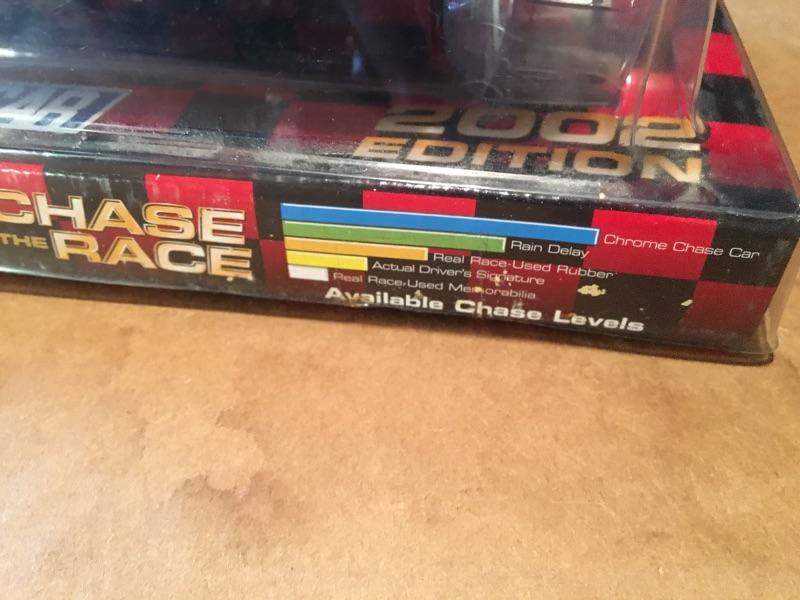 2002
EDITION
CHASE
THE RACE
Chrome Chase Car
Rain Delay
Real Race-Used Rubber
Actual Driver's Signature
Real Race-Used Memorabilia
Available Chase Levels